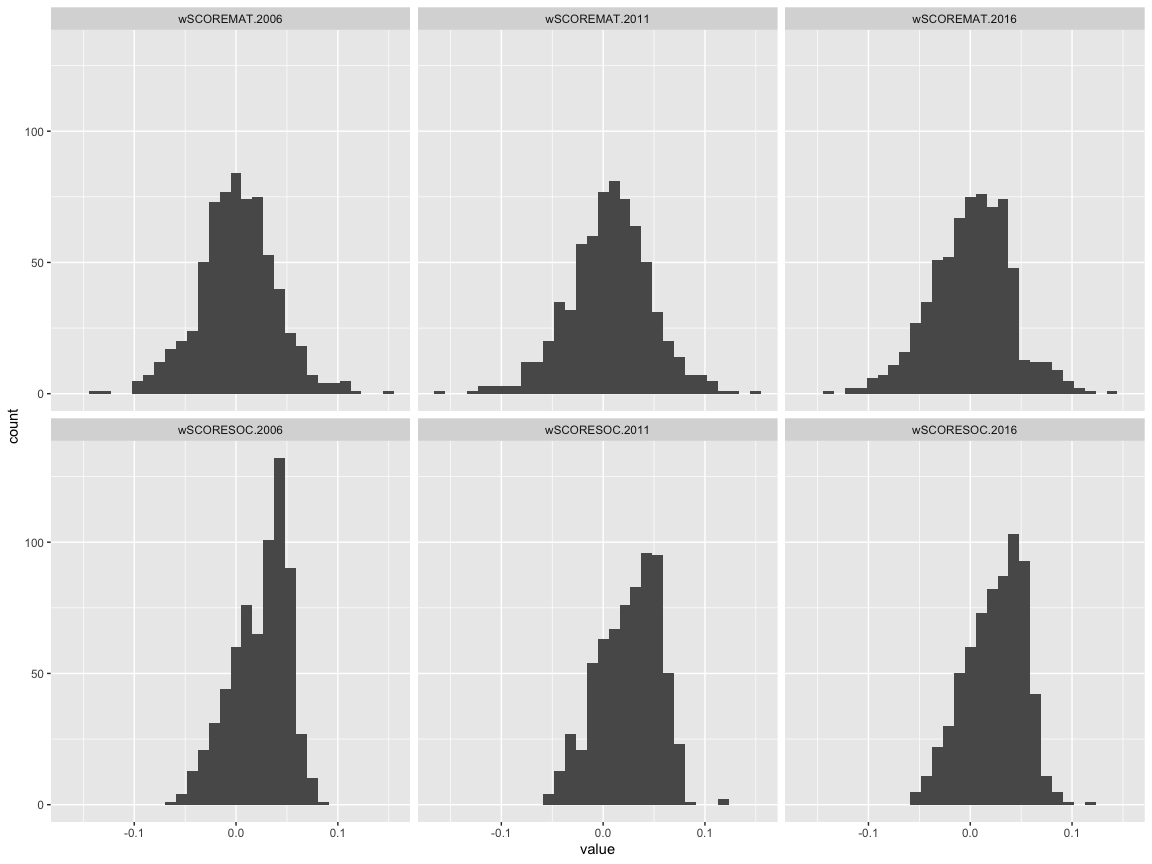 wSCOREMAT.2006 wSCOREMAT.2011 wSCOREMAT.2016
100
50
0
count
wSCORESOC.2006 wSCORESOC.2011 wSCORESOC.2016
100
50
0
-0.1 0.0 0.1 -0.1 0.0 0.1 -0.1 0.0 0.1
value